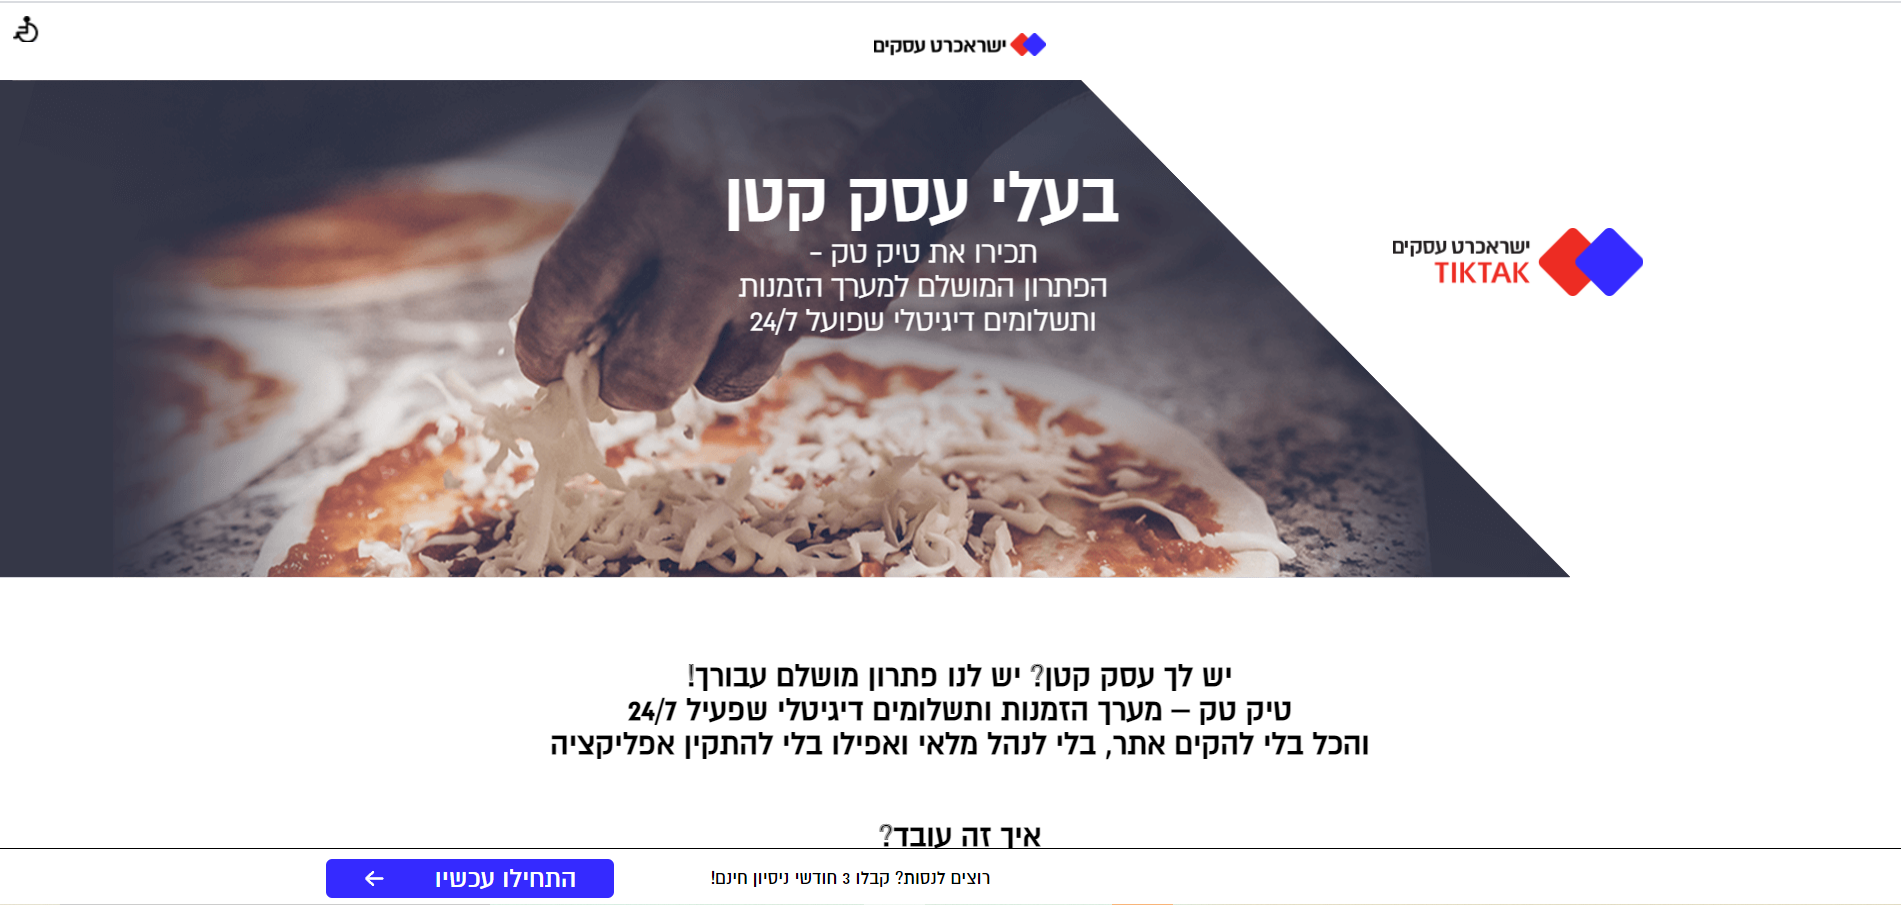 ישראכרט עסקים
בעלי עסק קטן
תכירו את טיק טק -
הפתרון המושלם למערך הזמנות
ותשלומים דיגיטלי שפועל 24/7
ישראכרט עסקים
TIKTAK
יש לך עסק קטן? יש לנו פתרון מושלם עבורך!
טיק טק – מערך הזמנות ותשלומים דיגיטלי שפעיל 24/7
והכל בלי להקים אתר, בלי לנהל מלאי ואפילו בלי להתקין אפליקציה
איך זה עובד?
רוצים לנסות? קבלו 3 חודשי ניסיון חינם!
התחילו עכשיו